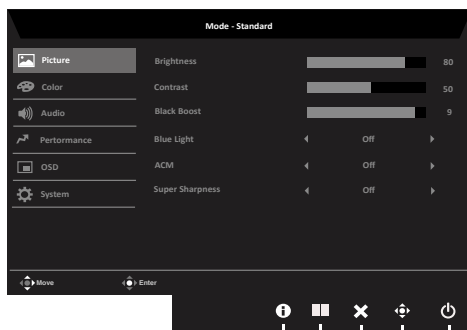 Mode - Standard
Picture
Brightness 80
Color
Contrast 50
Audio
Black Boost 9
Pertormance
Blue Light Off
OSD
ACM Off
System
Super Sharpness Off
Move Enter